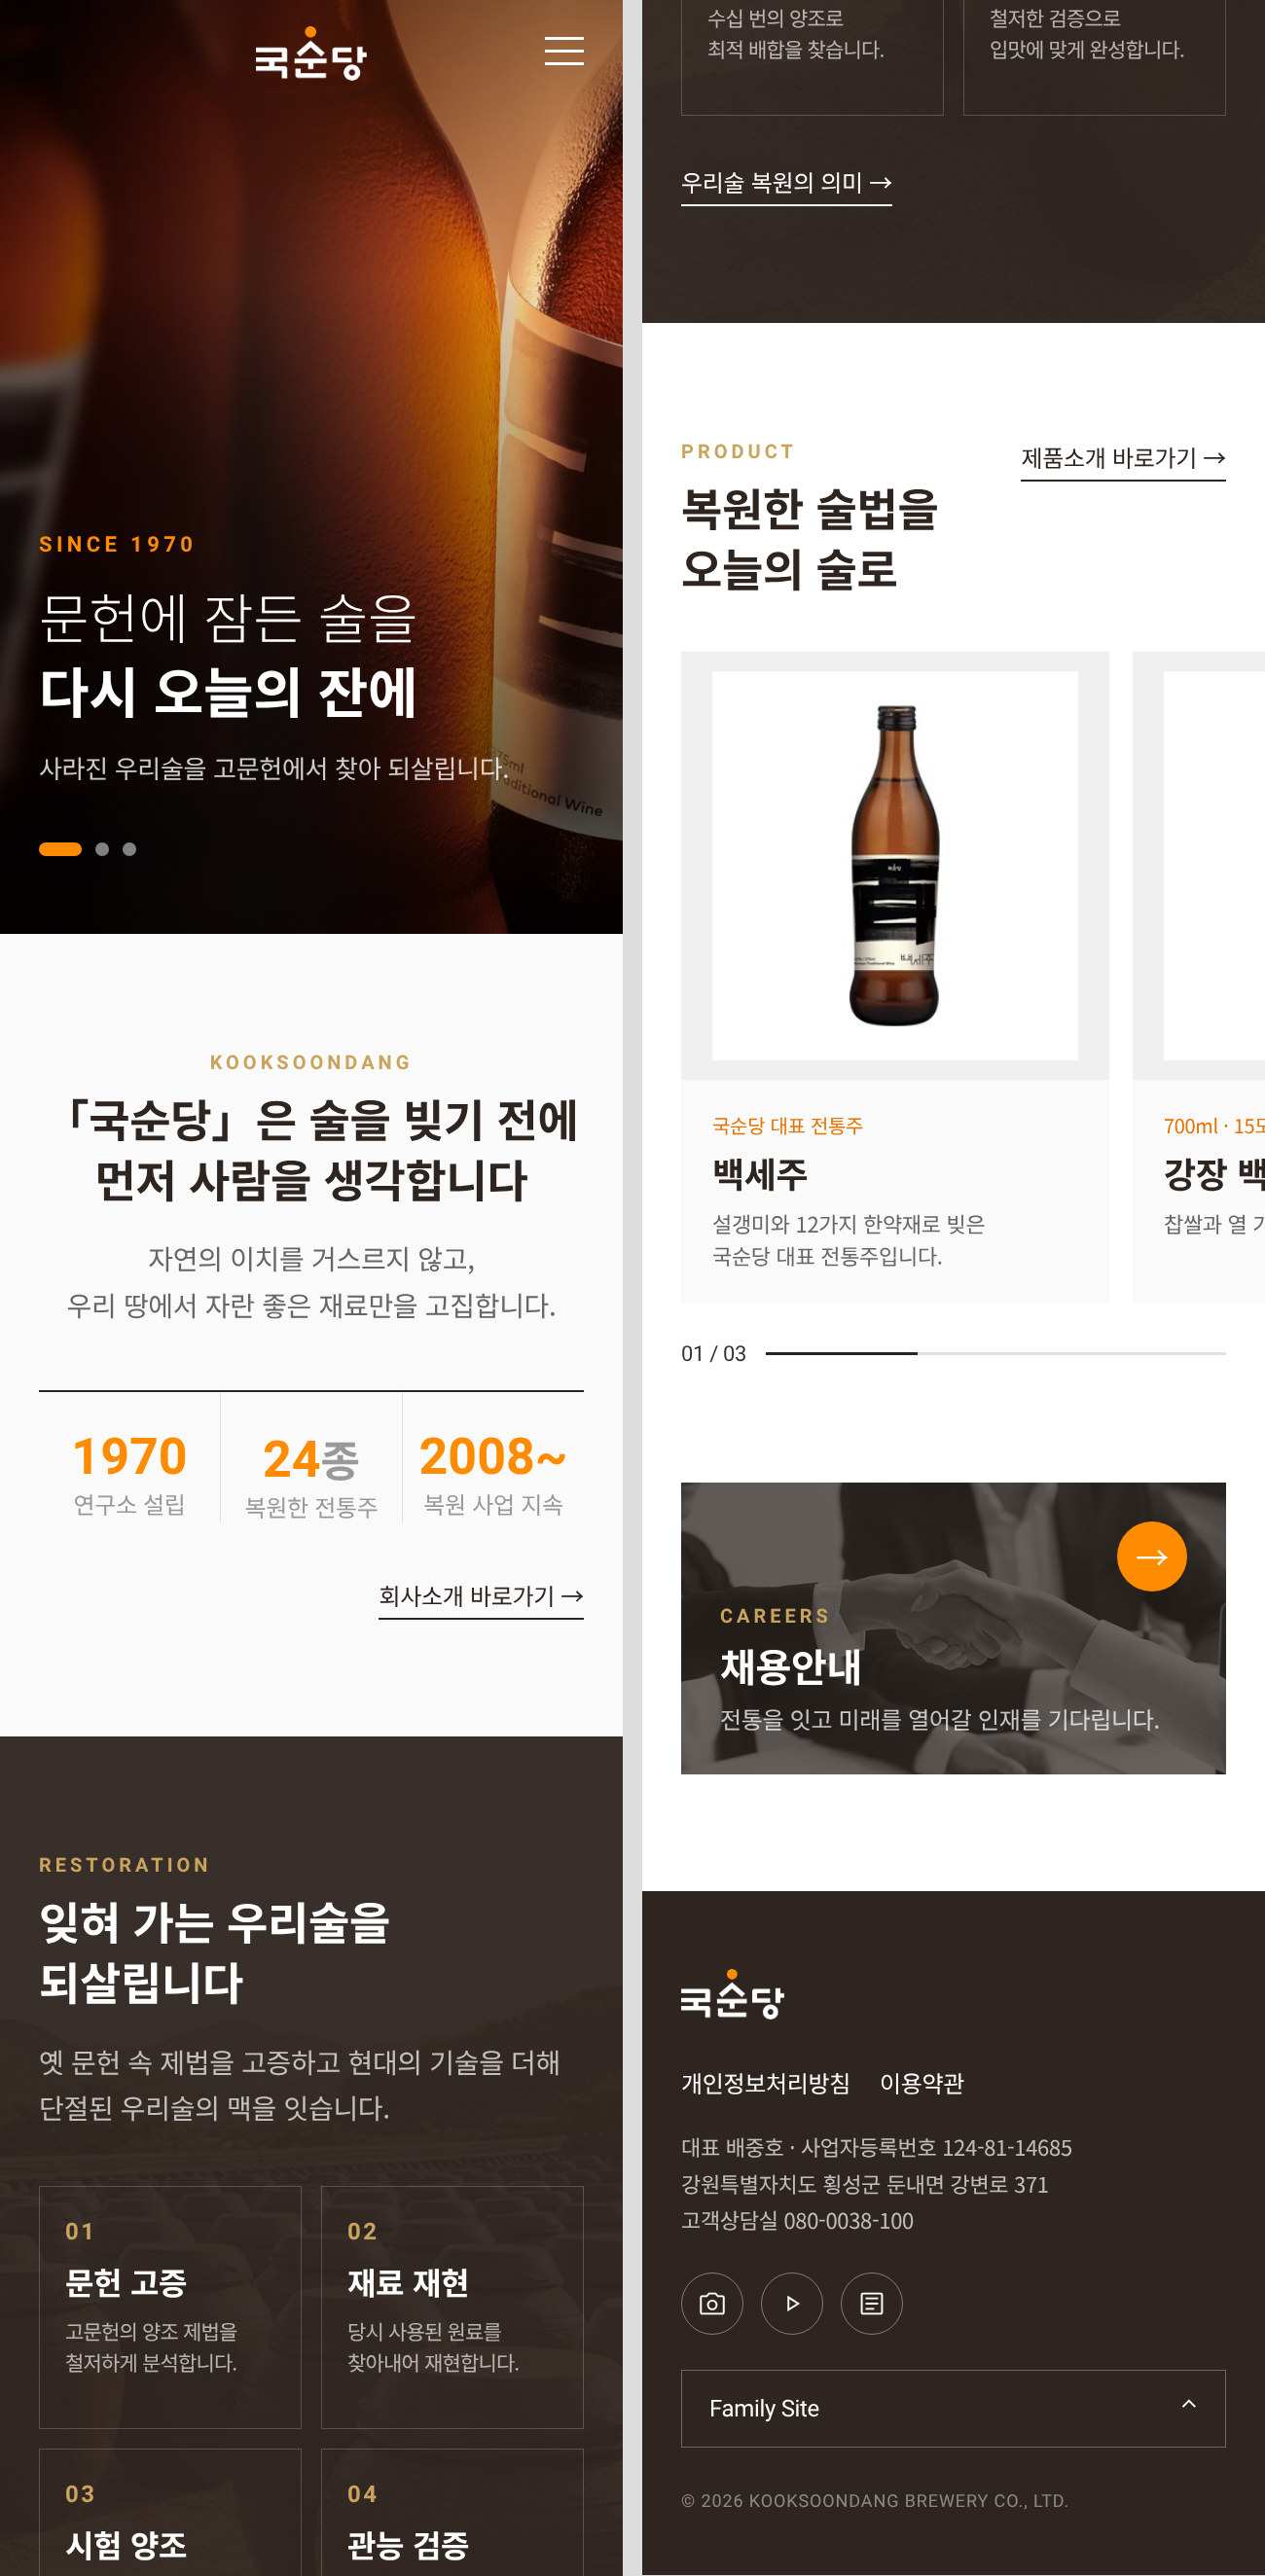 국순당
SINCE 1970
문헌에 잠든 술을
다시 오늘의 잔에
사라진 우리술을 고문헌에서 찾아 되살립니다.
375ml
Traditional Wine
KOOKSOONDANG
「국순당」은 술을 빚기 전에
먼저 사람을 생각합니다
자연의 이치를 거스르지 않고,
우리 땅에서 자란 좋은 재료만을 고집합니다.
1970
연구소 설립
24종
복원한 전통주
2008~
복원 사업 지속
회사소개 바로가기 →
RESTORATION
잊혀 가는 우리술을
되살립니다
옛 문헌 속 제법을 고증하고 현대의 기술을 더해
단절된 우리술의 맥을 잇습니다.
01
문헌 고증
고문헌의 양조 제법을
철저하게 분석합니다.
02
재료 재현
당시 사용된 원료를
찾아내어 재현합니다.
03
시험 양조
04
관능 검증
수십 번의 양조로
최적 배합을 찾습니다.
철저한 검증으로
입맛에 맞게 완성합니다.
우리술 복원의 의미 →
PRODUCT
제품소개 바로가기 →
복원한 술법을
오늘의 술로
국순당
백세주
국순당 대표 전통주
백세주
설갱미와 12가지 한약재로 빚은
국순당 대표 전통주입니다.
700ml · 15도
강장 백
찹쌀과 열
01 / 03
→
CAREERS
채용안내
전통을 잇고 미래를 열어갈 인재를 기다립니다.
국순당
개인정보처리방침 이용약관
대표 배중호 · 사업자등록번호 124-81-14685
강원특별자치도 횡성군 둔내면 강변로 371
고객상담실 080-0038-100
Family Site
© 2026 KOOKSOONDANG BREWERY CO., LTD.